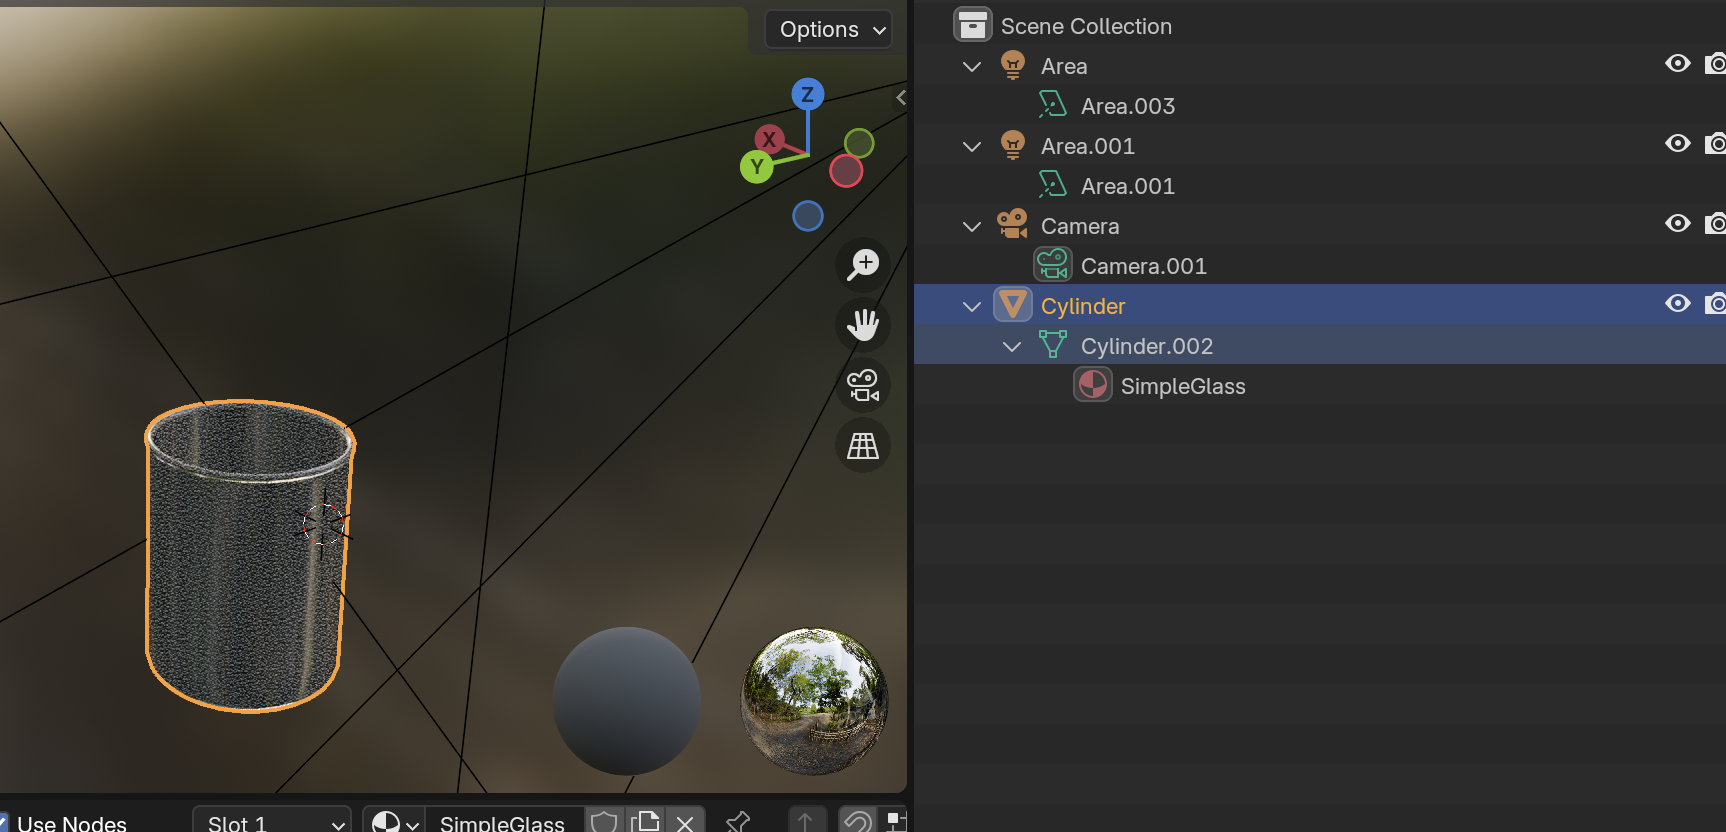 Options
Z
X
Y
Use Nodes
Slot 1
SimpleGlass
Scene Collection
Area
Area.003
Area.001
Area.001
Camera
Camera.001
Cylinder
Cylinder.002
SimpleGlass